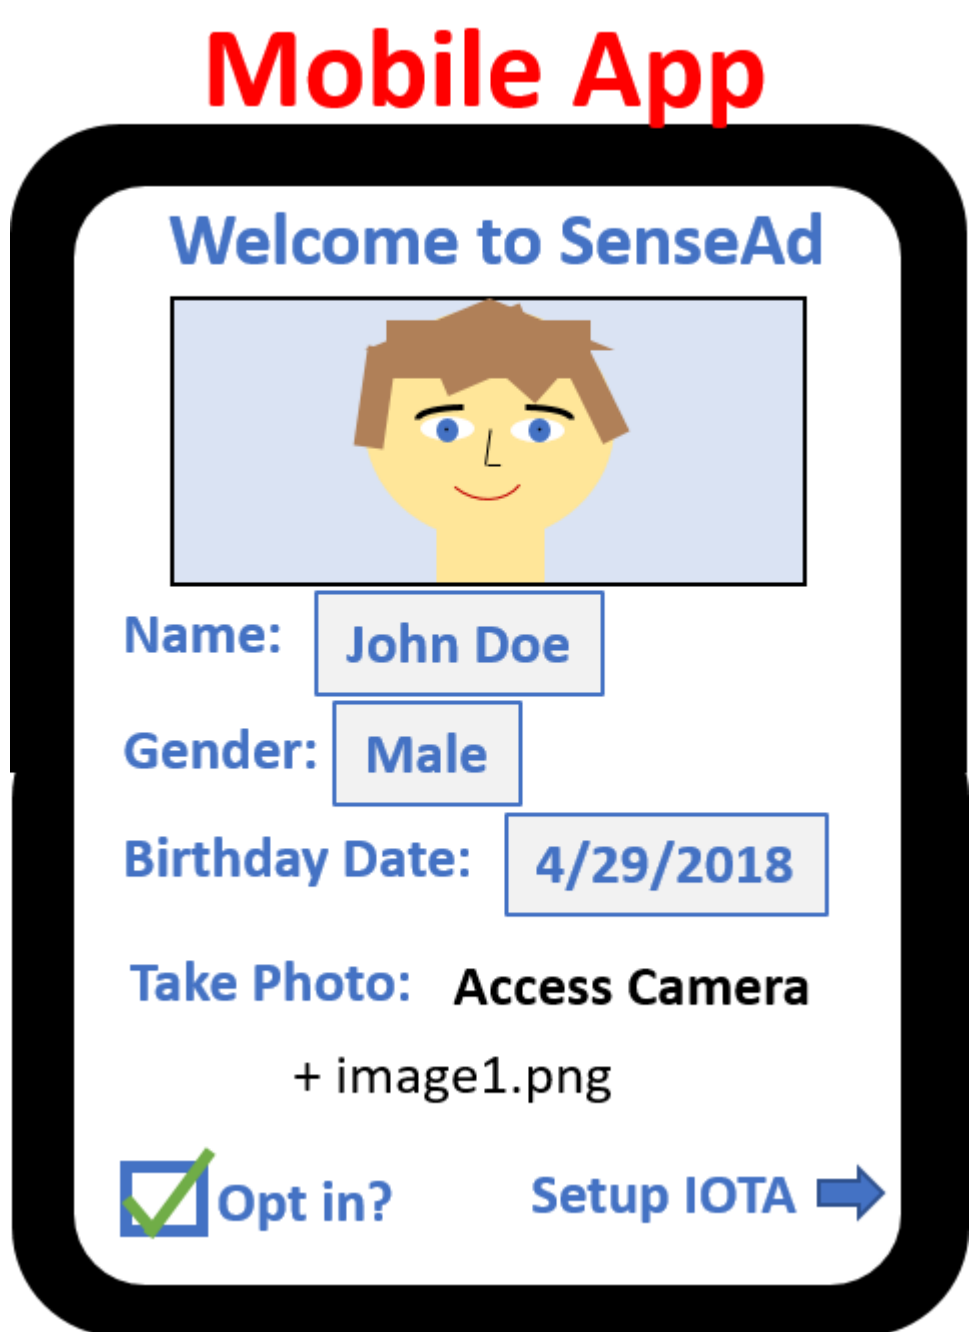 Mobile App
Welcome to SenseAd
Name: John Doe
Gender: Male
Birthday Date: 4/29/2018
Take Photo: Access Camera
+ image1.png
Opt in? Setup IOTA